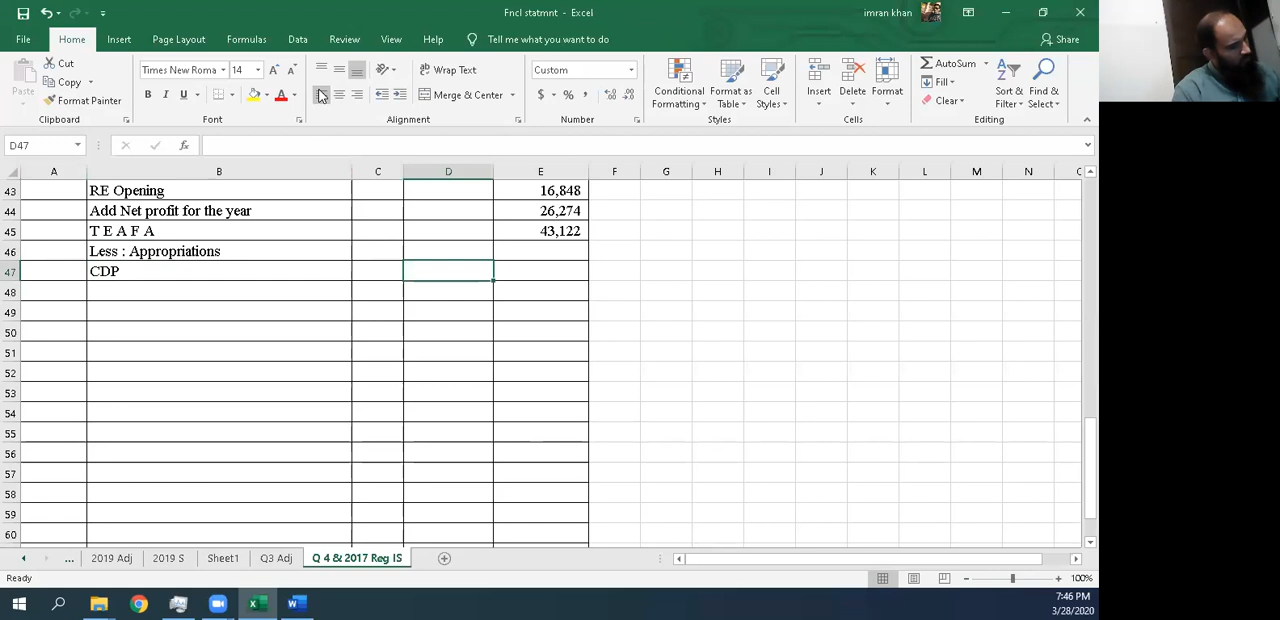 Fncl statmnt - Excel
imran khan
File Home Insert Page Layout Formulas Data Review View Help Tell me what you want to do Share
Paste
Cut
Copy
Format Painter
Clipboard
Times New Roma 14
B I U
Font
Wrap Text
Merge & Center
Alignment
Custom
$ % ,
Number
Conditional Formatting
Format as Table
Cell Styles
Styles
Insert Delete Format
Cells
AutoSum
Fill
Clear
Sort & Filter
Find & Select
Editing
D47
fx
A B C D E F G H I J K L M N
43 RE Opening 16,848
44 Add Net profit for the year 26,274
45 T E A F A 43,122
46 Less : Appropriations
47 CDP
48
49
50
51
52
53
54
55
56
57
58
59
60
... 2019 Adj 2019 S Sheet1 Q3 Adj Q 4 & 2017 Reg IS
Ready
100%
7:46 PM
3/28/2020